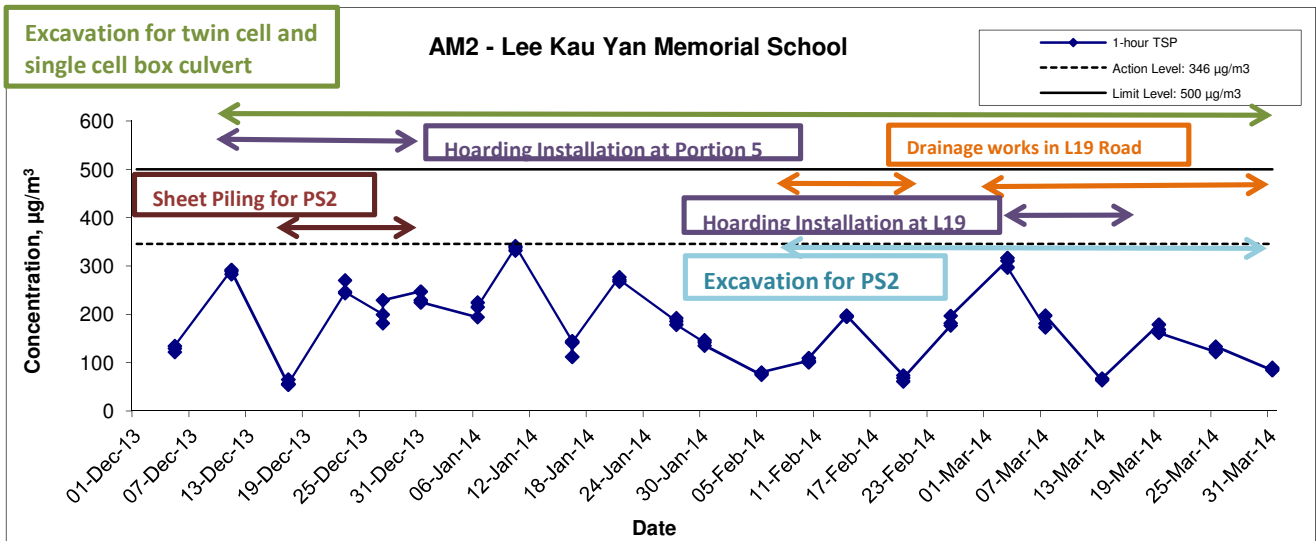 Excavation for twin cell and
single cell box culvert
AM2 - Lee Kau Yan Memorial School
1-hour TSP
Action Level: 346 µg/m3
Limit Level: 500 µg/m3
Concentration, µg/m³
600
500
400
300
200
100
0
Hoarding Installation at Portion 5
Drainage works in L19 Road
Sheet Piling for PS2
Hoarding Installation at L19
Excavation for PS2
01-Dec-13
07-Dec-13
13-Dec-13
19-Dec-13
25-Dec-13
31-Dec-13
06-Jan-14
12-Jan-14
18-Jan-14
24-Jan-14
30-Jan-14
05-Feb-14
11-Feb-14
17-Feb-14
23-Feb-14
01-Mar-14
07-Mar-14
13-Mar-14
19-Mar-14
25-Mar-14
31-Mar-14
Date